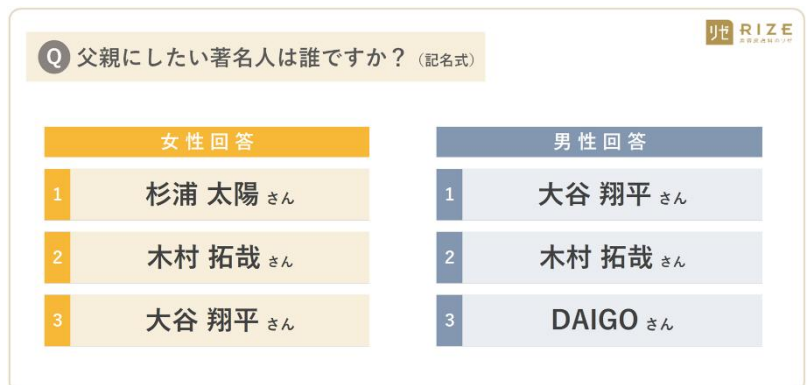 リゼ RIZE
Q 父親にしたい著名人は誰ですか？（記名式）
女性回答
1 杉浦 太陽 さん
2 木村 拓哉 さん
3 大谷 翔平 さん
男性回答
1 大谷 翔平 さん
2 木村 拓哉 さん
3 DAIGO さん